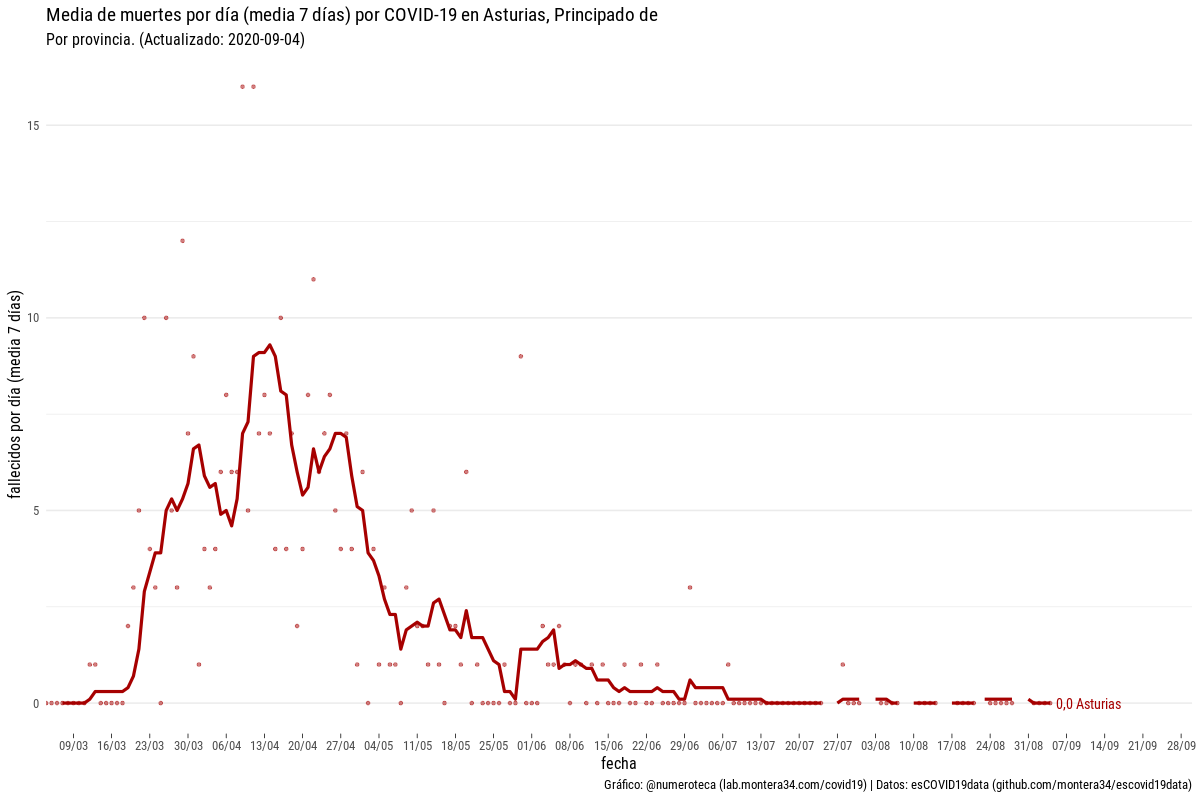 Media de muertes por día (media 7 días) por COVID-19 en Asturias, Principado de
Por provincia. (Actualizado: 2020-09-04)
fallecidos por día (media 7 días)
15
10
5
0
0,0 Asturias
09/03 16/03 23/03 30/03 06/04 13/04 20/04 27/04 04/05 11/05 18/05 25/05 01/06 08/06 15/06 22/06 29/06 06/07 13/07 20/07 27/07 03/08 10/08 17/08 24/08 31/08 07/09 14/09 21/09 28/09
fecha
Gráfico: @numeroteca (lab.montera34.com/covid19) | Datos: esCOVID19data (github.com/montera34/escovid19data)